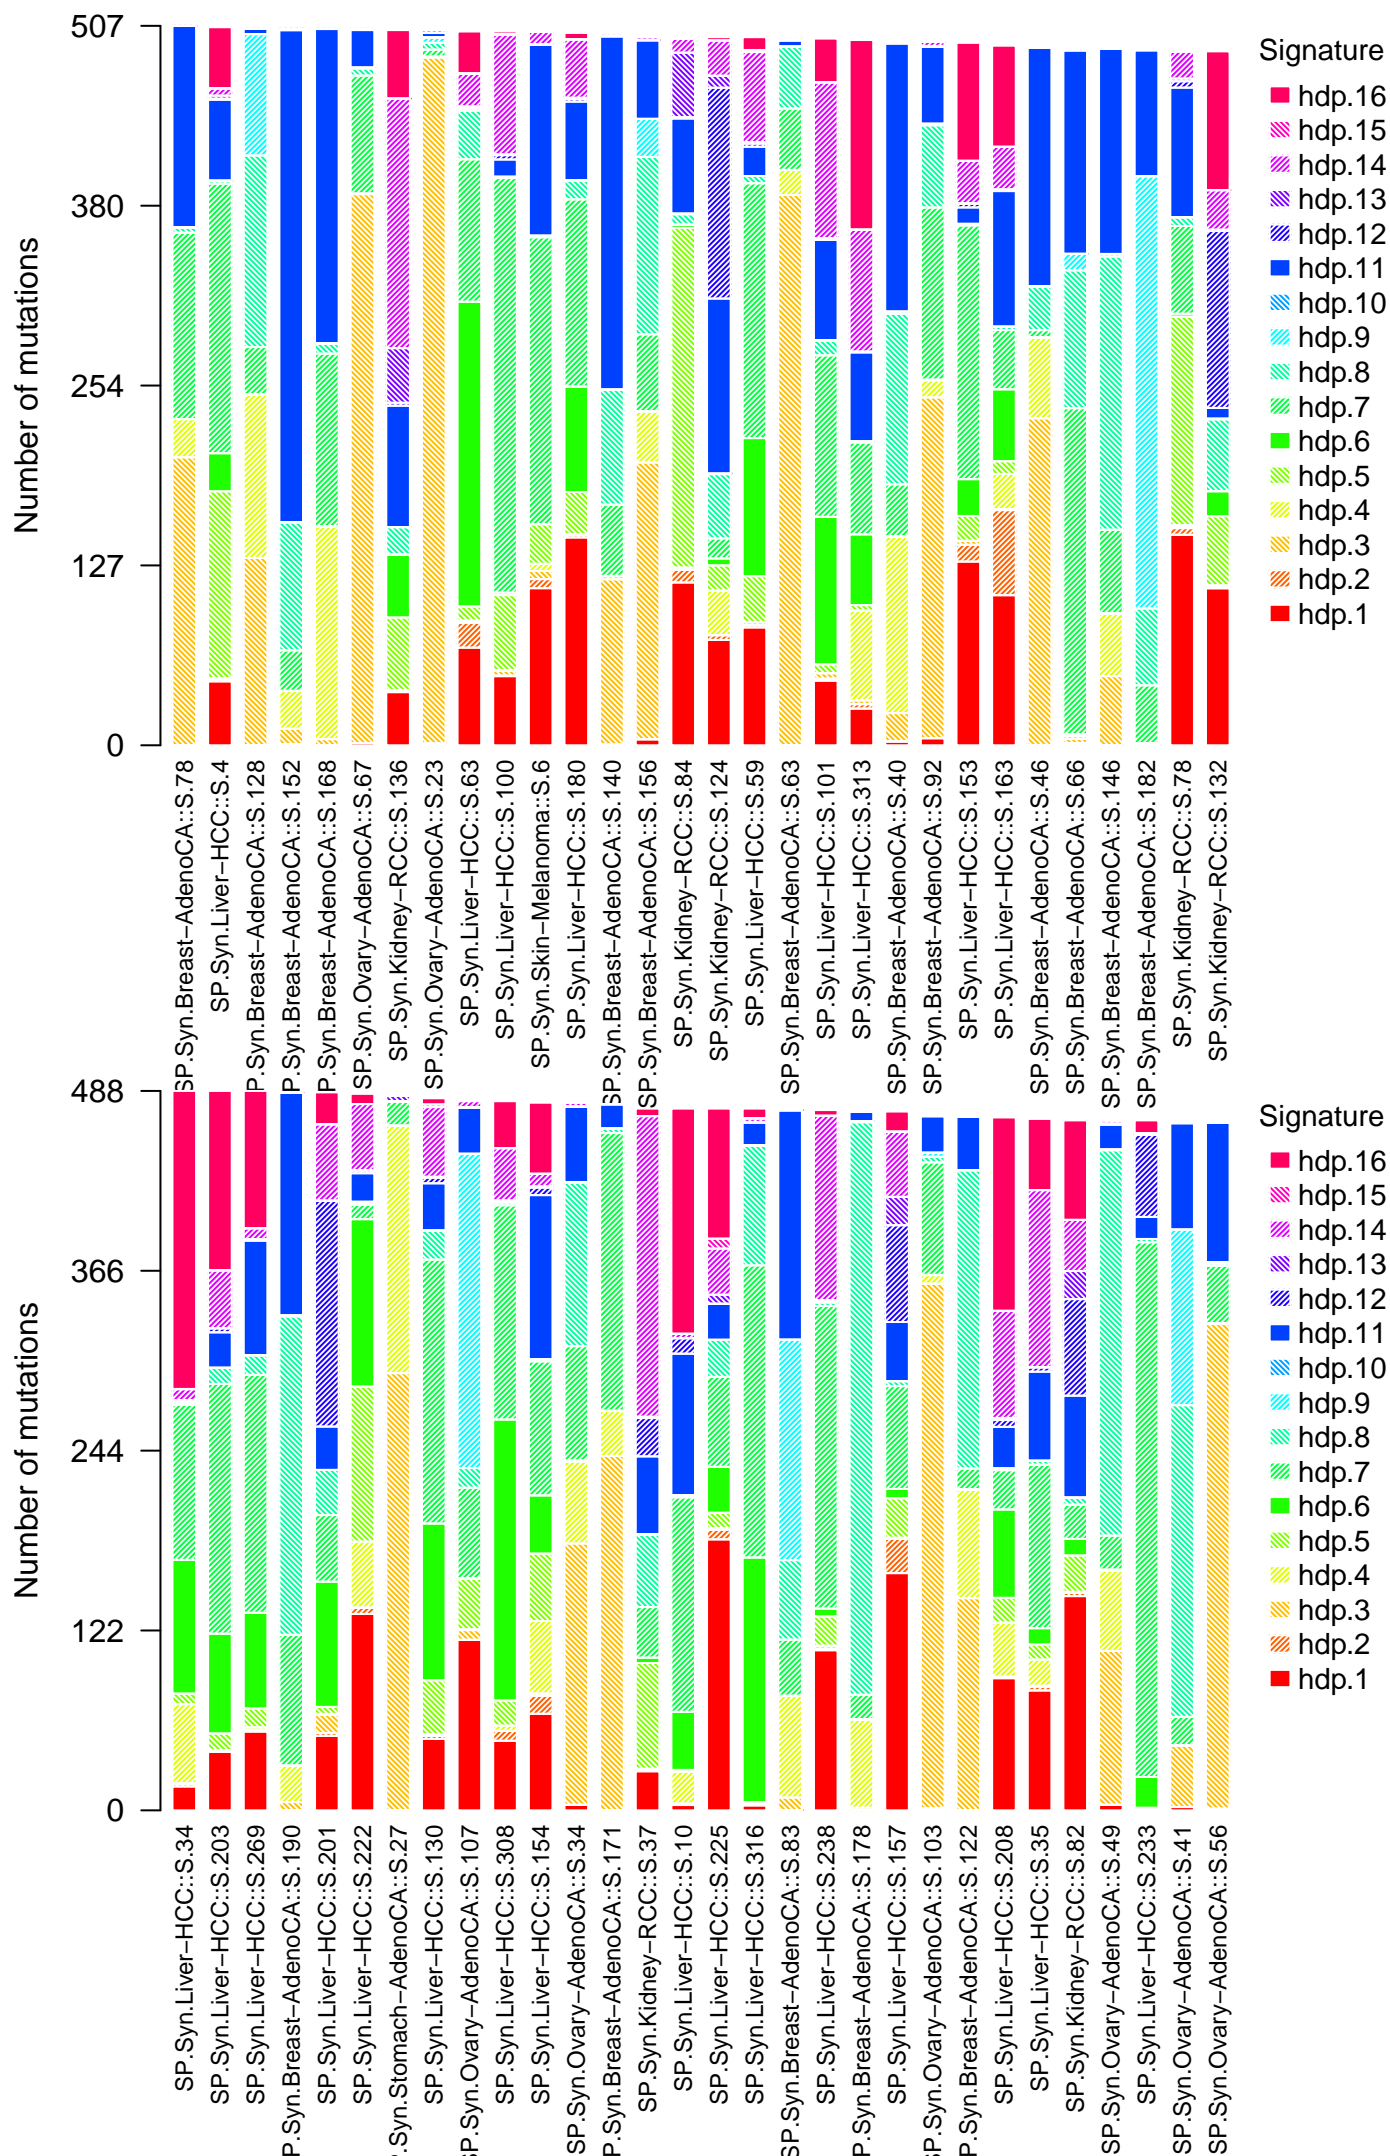 Number of mutations
507
380
254
127
0
Signature
hdp.16
hdp.15
hdp.14
hdp.13
hdp.12
hdp.11
hdp.10
hdp.9
hdp.8
hdp.7
hdp.6
hdp.5
hdp.4
hdp.3
hdp.2
hdp.1
SP.Syn.Breast–AdenoCA::S.78
SP.Syn.Liver–HCC::S.4
P.Syn.Breast–AdenoCA::S.128
P.Syn.Breast–AdenoCA::S.152
P.Syn.Breast–AdenoCA::S.168
SP.Syn.Ovary–AdenoCA::S.67
SP.Syn.Kidney–RCC::S.136
SP.Syn.Ovary–AdenoCA::S.23
SP.Syn.Liver–HCC::S.63
SP.Syn.Liver–HCC::S.100
SP.Syn.Skin–Melanoma::S.6
SP.Syn.Liver–HCC::S.180
SP.Syn.Breast–AdenoCA::S.140
SP.Syn.Breast–AdenoCA::S.156
SP.Syn.Kidney–RCC::S.84
SP.Syn.Kidney–RCC::S.124
SP.Syn.Liver–HCC::S.59
SP.Syn.Breast–AdenoCA::S.63
SP.Syn.Liver–HCC::S.101
SP.Syn.Liver–HCC::S.313
SP.Syn.Breast–AdenoCA::S.40
SP.Syn.Breast–AdenoCA::S.92
SP.Syn.Liver–HCC::S.153
SP.Syn.Liver–HCC::S.163
SP.Syn.Breast–AdenoCA::S.46
SP.Syn.Breast–AdenoCA::S.66
SP.Syn.Breast–AdenoCA::S.146
SP.Syn.Breast–AdenoCA::S.182
SP.Syn.Kidney–RCC::S.78
SP.Syn.Kidney–RCC::S.132
Number of mutations
488
366
244
122
0
Signature
hdp.16
hdp.15
hdp.14
hdp.13
hdp.12
hdp.11
hdp.10
hdp.9
hdp.8
hdp.7
hdp.6
hdp.5
hdp.4
hdp.3
hdp.2
hdp.1
SP.Syn.Liver–HCC::S.34
SP.Syn.Liver–HCC::S.203
SP.Syn.Liver–HCC::S.269
P.Syn.Breast–AdenoCA::S.190
SP.Syn.Liver–HCC::S.201
SP.Syn.Liver–HCC::S.222
.Syn.Stomach–AdenoCA::S.27
SP.Syn.Liver–HCC::S.130
SP.Syn.Ovary–AdenoCA::S.107
SP.Syn.Liver–HCC::S.308
SP.Syn.Liver–HCC::S.154
SP.Syn.Ovary–AdenoCA::S.34
P.Syn.Breast–AdenoCA::S.171
SP.Syn.Kidney–RCC::S.37
SP.Syn.Liver–HCC::S.10
SP.Syn.Liver–HCC::S.225
SP.Syn.Liver–HCC::S.316
SP.Syn.Breast–AdenoCA::S.83
SP.Syn.Liver–HCC::S.238
P.Syn.Breast–AdenoCA::S.178
SP.Syn.Liver–HCC::S.157
SP.Syn.Ovary–AdenoCA::S.103
P.Syn.Breast–AdenoCA::S.122
SP.Syn.Liver–HCC::S.208
SP.Syn.Liver–HCC::S.35
SP.Syn.Kidney–RCC::S.82
SP.Syn.Ovary–AdenoCA::S.49
SP.Syn.Liver–HCC::S.233
SP.Syn.Ovary–AdenoCA::S.41
SP.Syn.Ovary–AdenoCA::S.56